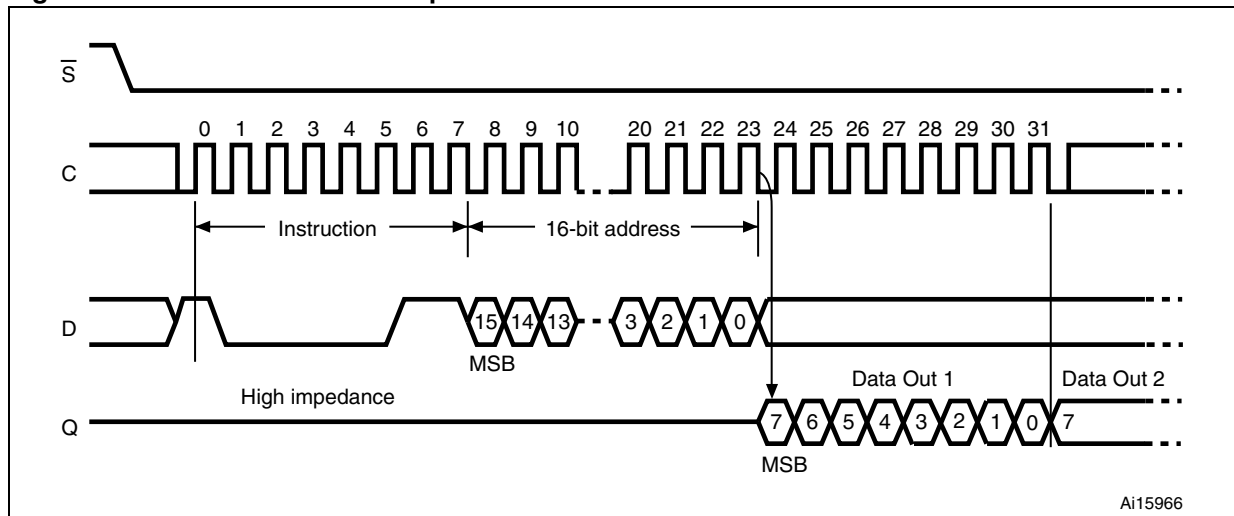 S
0 1 2 3 4 5 6 7 8 9 10 20 21 22 23 24 25 26 27 28 29 30 31
C
Instruction 16-bit address
D 15 14 13 3 2 1 0
MSB
High impedance Data Out 1 Data Out 2
Q 7 6 5 4 3 2 1 0 7
MSB
Ai15966